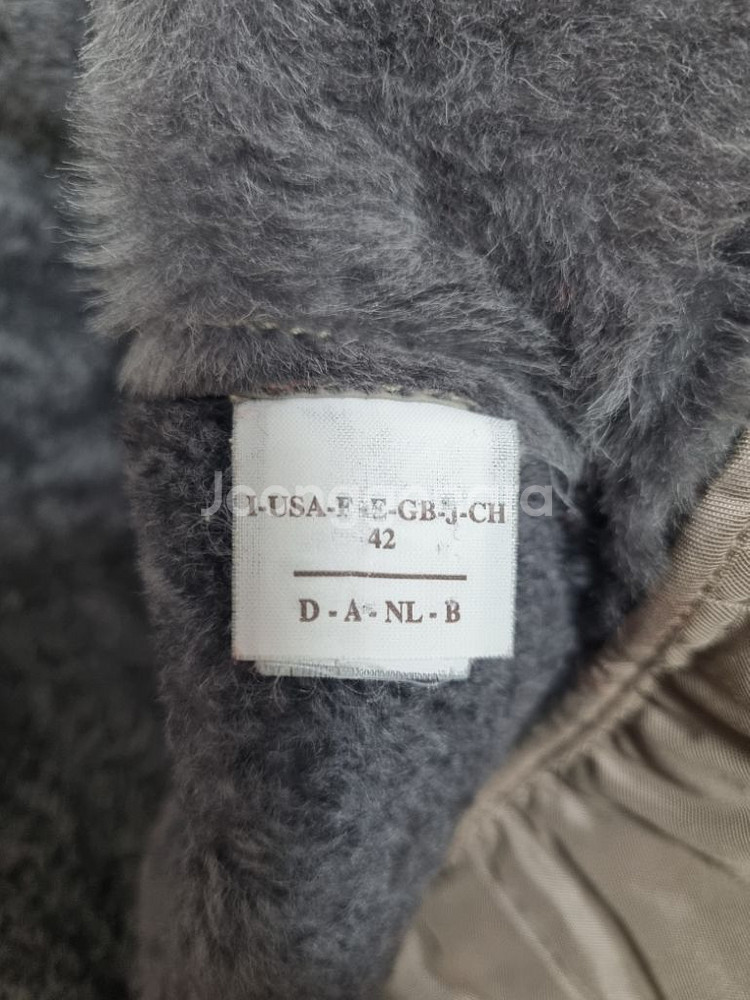 I-USA-F-E-GB-J-CH
42
D - A - NL - B